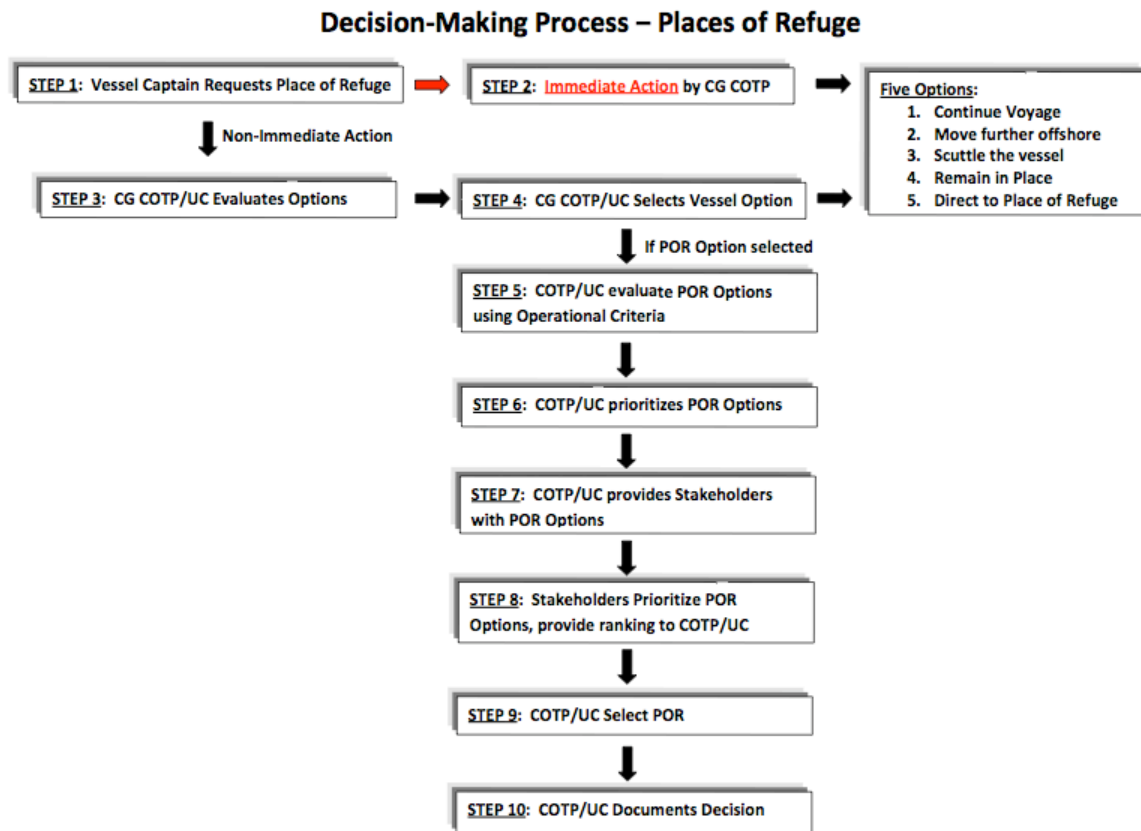 Decision-Making Process – Places of Refuge
STEP 1: Vessel Captain Requests Place of Refuge
STEP 2: Immediate Action by CG COTP
Five Options:
1. Continue Voyage
2. Move further offshore
3. Scuttle the vessel
4. Remain in Place
5. Direct to Place of Refuge
Non-Immediate Action
STEP 3: CG COTP/UC Evaluates Options
STEP 4: CG COTP/UC Selects Vessel Option
If POR Option selected
STEP 5: COTP/UC evaluate POR Options
using Operational Criteria
STEP 6: COTP/UC prioritizes POR Options
STEP 7: COTP/UC provides Stakeholders
with POR Options
STEP 8: Stakeholders Prioritize POR
Options, provide ranking to COTP/UC
STEP 9: COTP/UC Select POR
STEP 10: COTP/UC Documents Decision